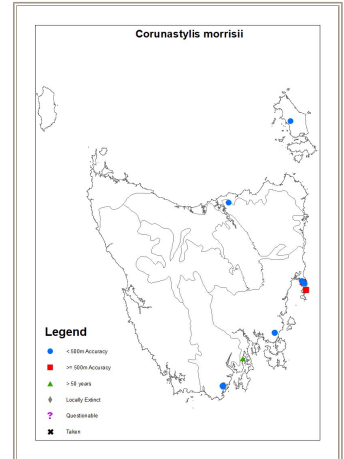 Corunastylis morrisii
Legend
< 500m Accuracy
>= 500m Accuracy
> 50 years
Locally Extinct
Questionable
Taken